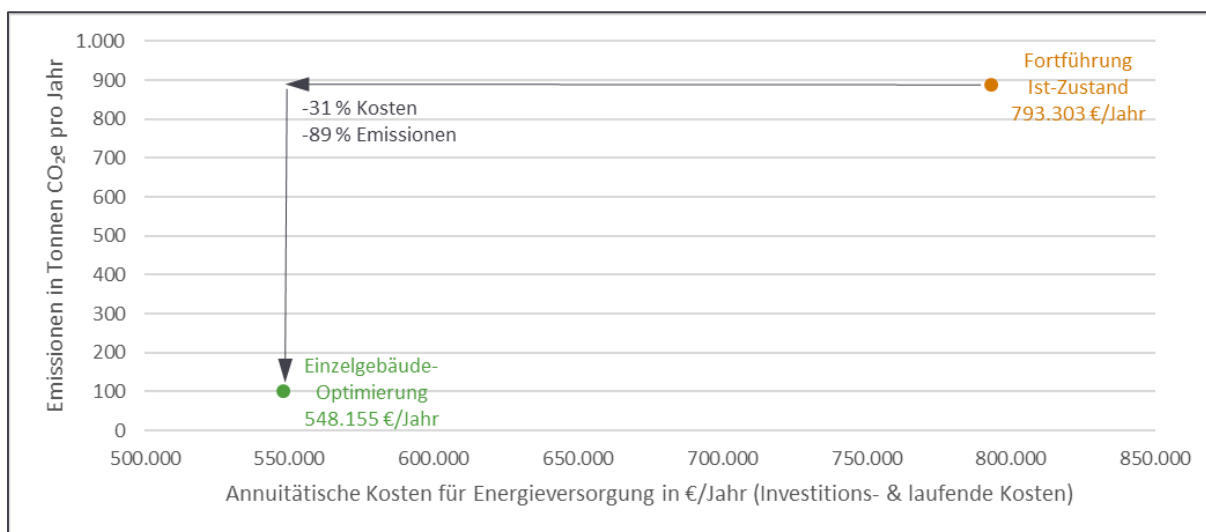 Emissionen in Tonnen CO₂e pro Jahr
1.000
900
800
700
600
500
400
300
200
100
0
Fortführung
Ist-Zustand
793.303 €/Jahr
-31 % Kosten
-89 % Emissionen
Einzelgebäude-
Optimierung
548.155 €/Jahr
500.000 550.000 600.000 650.000 700.000 750.000 800.000 850.000
Annuitätische Kosten für Energieversorgung in €/Jahr (Investitions- & laufende Kosten)